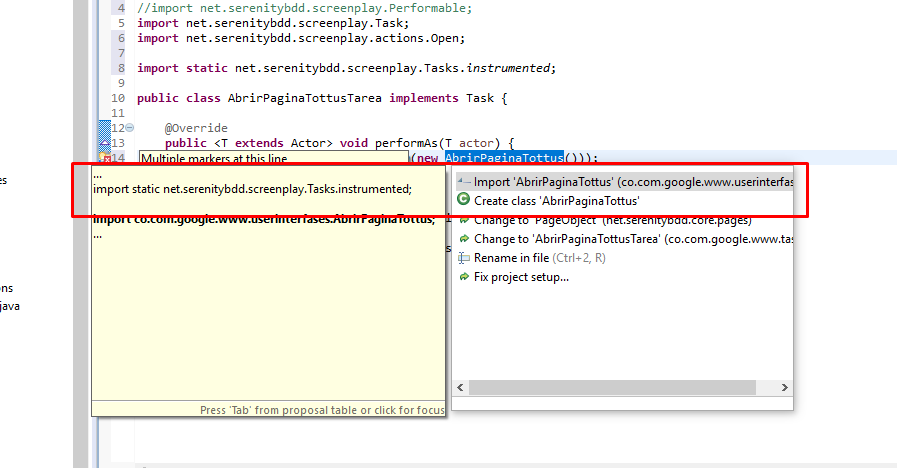 4 //import net.serenitybdd.screenplay.Performable;
5 import net.serenitybdd.screenplay.Task;
6 import net.serenitybdd.screenplay.actions.Open;
7
8 import static net.serenitybdd.screenplay.Tasks.instrumented;
9
10 public class AbrirPaginaTottusTarea implements Task {
11
12 @Override
13 public <T extends Actor> void performAs(T actor) {
14 Multiple markers at this line (new AbrirPaginaTottus()));
...
import static net.serenitybdd.screenplay.Tasks.instrumented;
import co.com.google.www.userinterfases.AbrirPaginaTottus;
...
Press 'Tab' from proposal table or click for focus
Import 'AbrirPaginaTottus' (co.com.google.www.userinterfas
Create class 'AbrirPaginaTottus'
Change to 'PageObject' (net.serenitybdd.core.pages)
Change to 'AbrirPaginaTottusTarea' (co.com.google.www.tas
Rename in file (Ctrl+2, R)
Fix project setup...
es
ons
java